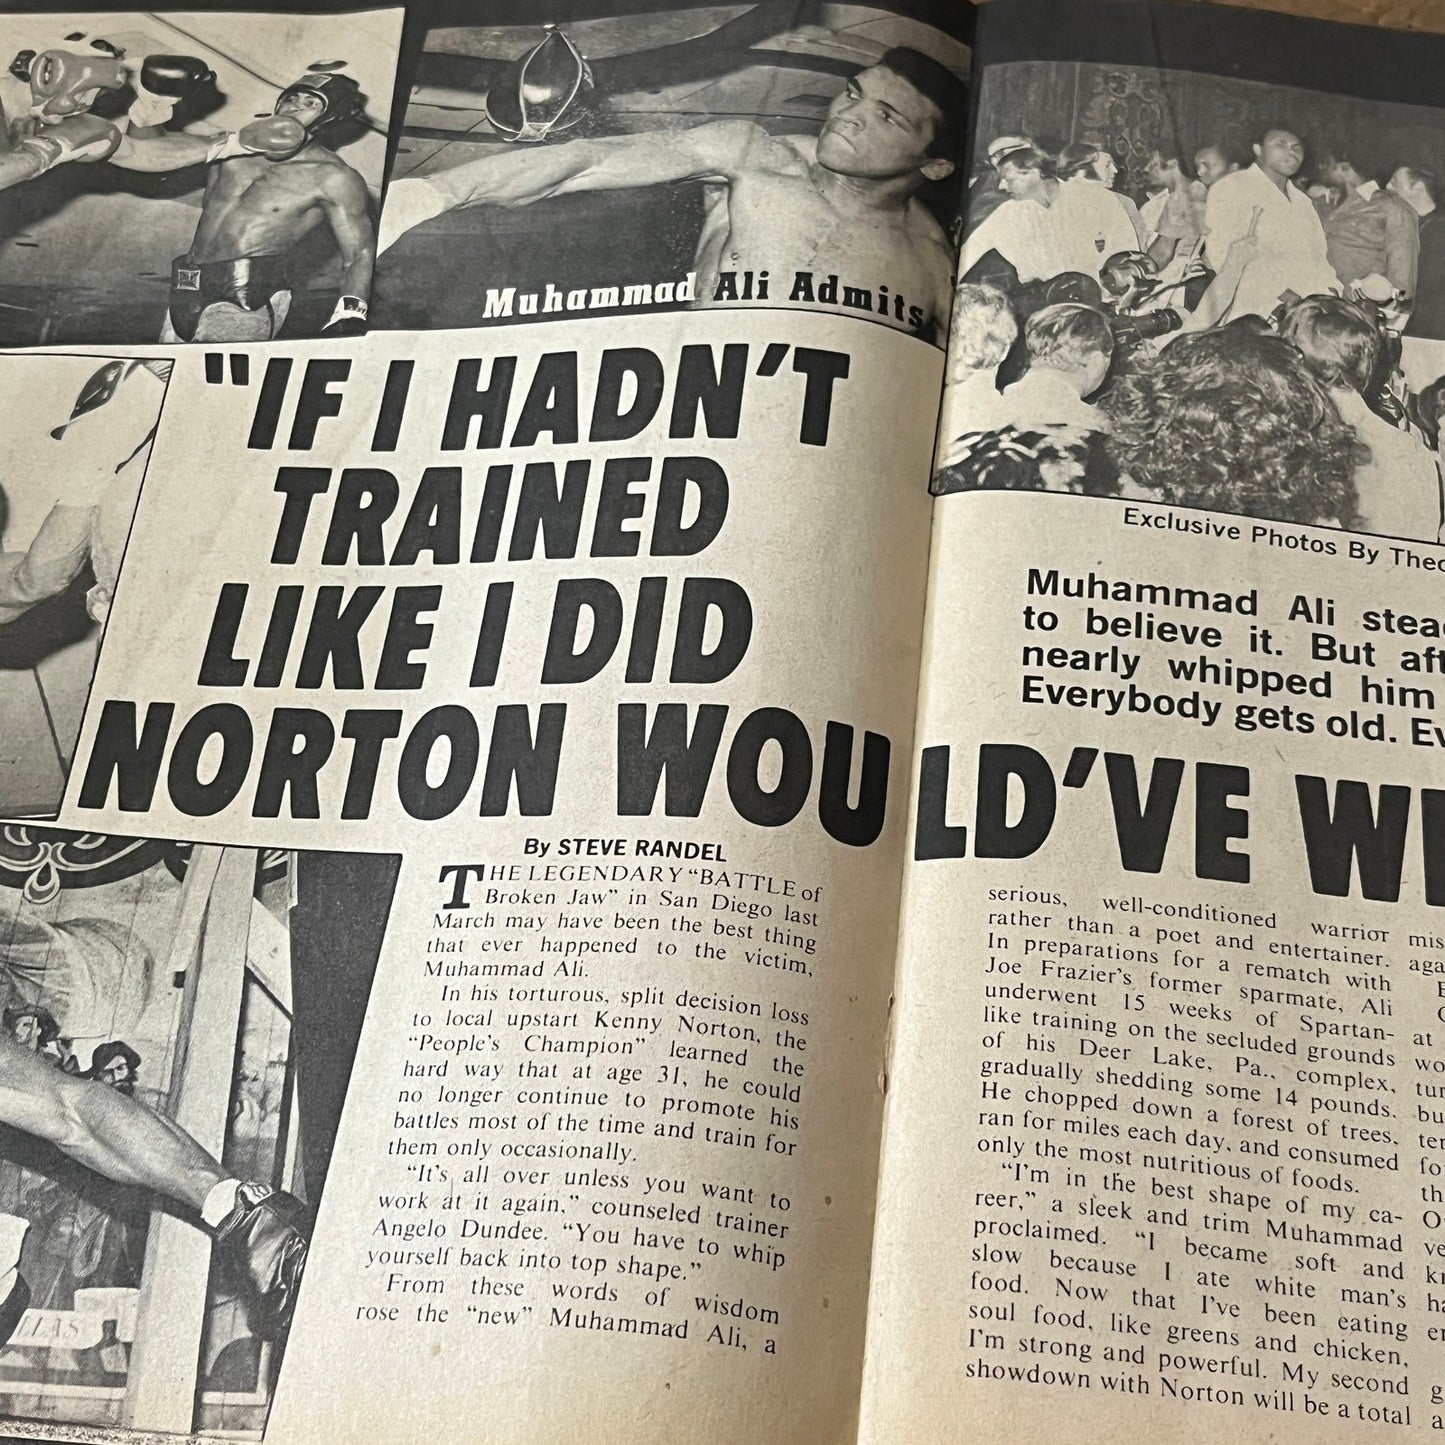 Muhammad Ali Admits
"IF I HADN'T
TRAINED
LIKE I DID
NORTON WOULD'VE
By STEVE RANDEL
THE LEGENDARY "BATTLE of
Broken Jaw" in San Diego last
March may have been the best thing
that ever happened to the victim,
Muhammad Ali.
In his torturous, split decision loss
to local upstart Kenny Norton, the
"People's Champion" learned the
hard way that at age 31, he could
no longer continue to promote his
battles most of the time and train for
them only occasionally.
"It's all over unless you want to
work at it again," counseled trainer
Angelo Dundee. "You have to whip
yourself back into top shape."
From these words of wisdom
rose the "new" Muhammad Ali, a
Exclusive Photos By
Muhammad Ali
to believe it. But
nearly whipped him
Everybody gets old.
serious, well-conditioned warrior
rather than a poet and entertainer.
In preparations for a rematch with
Joe Frazier's former sparmate, Ali
underwent 15 weeks of Spartan-
like training on the secluded grounds
of his Deer Lake, Pa., complex,
gradually shedding some 14 pounds.
He chopped down a forest of trees,
ran for miles each day, and consumed
only the most nutritious of foods.
"I'm in the best shape of my ca-
reer," a sleek and trim Muhammad
proclaimed. "I became soft and
slow because I ate white man's
food. Now that I've been eating
soul food, like greens and chicken,
I'm strong and powerful. My second
showdown with Norton will be a total